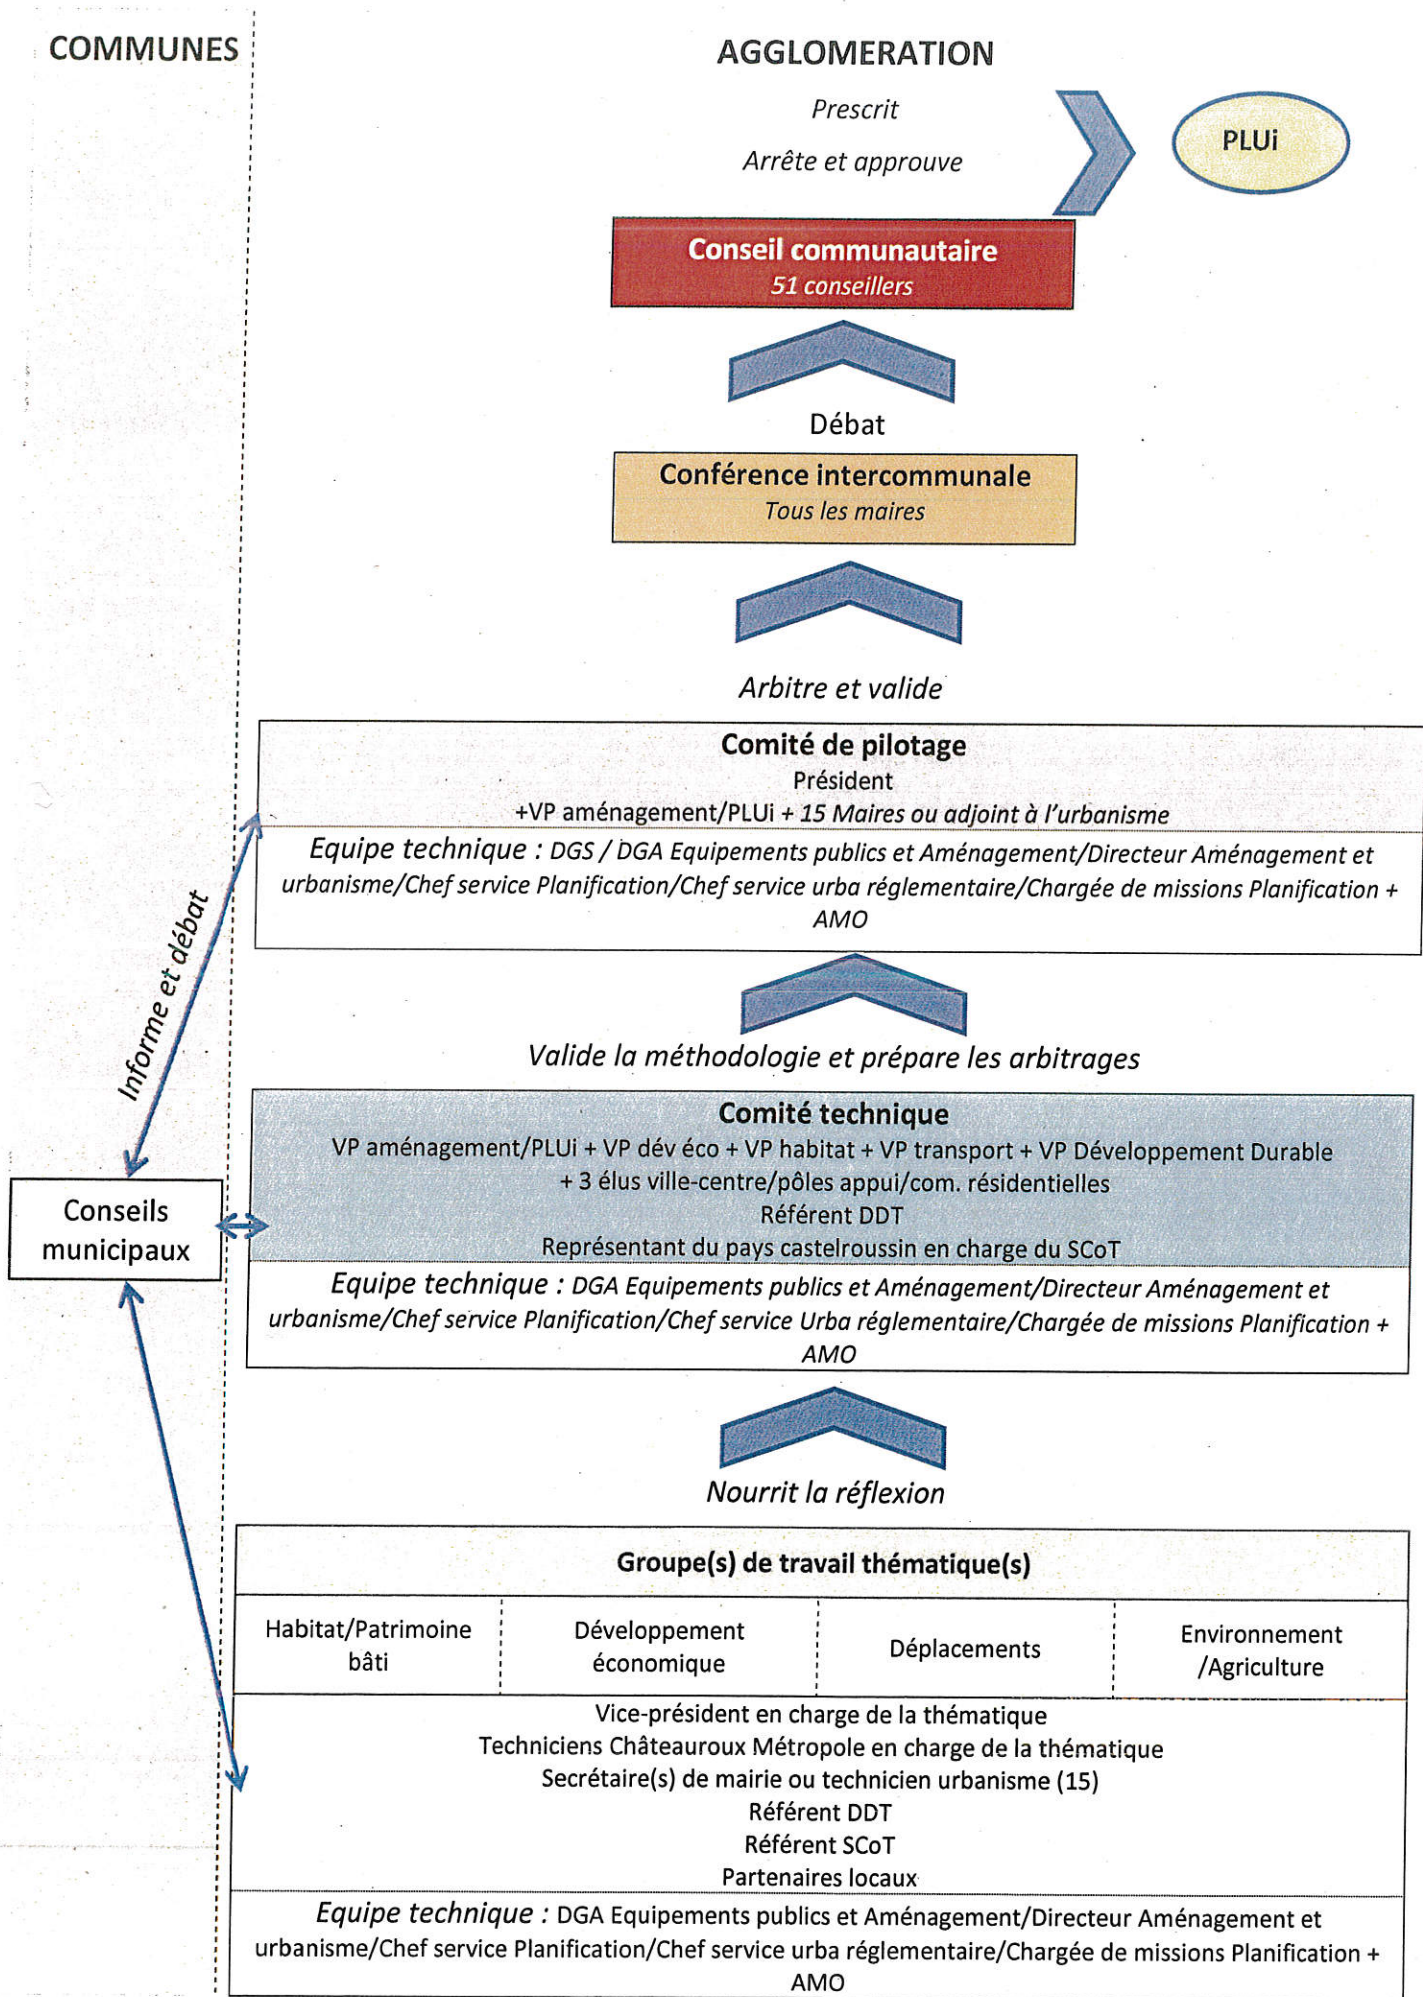 COMMUNES
AGGLOMERATION
Prescrit
Arrête et approuve
PLUi
Conseil communautaire
51 conseillers
Débat
Conférence intercommunale
Tous les maires
Arbitre et valide
Comité de pilotage
Président
+VP aménagement/PLUi + 15 Maires ou adjoint à l'urbanisme
Equipe technique : DGS / DGA Equipements publics et Aménagement/Directeur Aménagement et
urbanisme/Chef service Planification/Chef service urba réglementaire/Chargée de missions Planification +
AMO
Informe et débat
Valide la méthodologie et prépare les arbitrages
Comité technique
VP aménagement/PLUi + VP dév éco + VP habitat + VP transport + VP Développement Durable
+ 3 élus ville-centre/pôles appui/com. résidentielles
Référent DDT
Représentant du pays castelroussin en charge du SCoT
Conseils
municipaux
Equipe technique : DGA Equipements publics et Aménagement/Directeur Aménagement et
urbanisme/Chef service Planification/Chef service Urba réglementaire/Chargée de missions Planification +
AMO
Nourrit la réflexion
Groupe(s) de travail thématique(s)
Habitat/Patrimoine
bâti
Développement
économique
Déplacements
Environnement
/Agriculture
Vice-président en charge de la thématique
Techniciens Châteauroux Métropole en charge de la thématique
Secrétaire(s) de mairie ou technicien urbanisme (15)
Référent DDT
Référent SCoT
Partenaires locaux
Equipe technique : DGA Equipements publics et Aménagement/Directeur Aménagement et
urbanisme/Chef service Planification/Chef service urba réglementaire/Chargée de missions Planification +
AMO